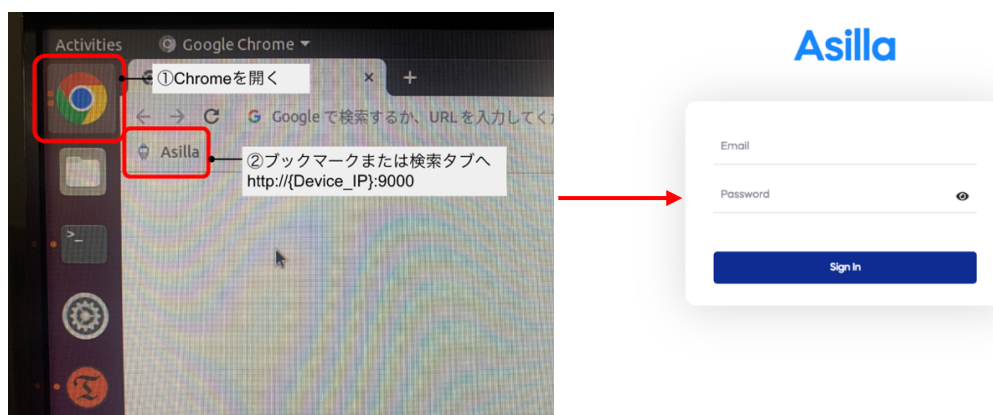 Activities
Google Chrome
①Chromeを開く
Google で検索するか、URL を入力してく
Asilla
②ブックマークまたは検索タブへ
http://{Device_IP}:9000
Asilla
Email
Password
Sign In